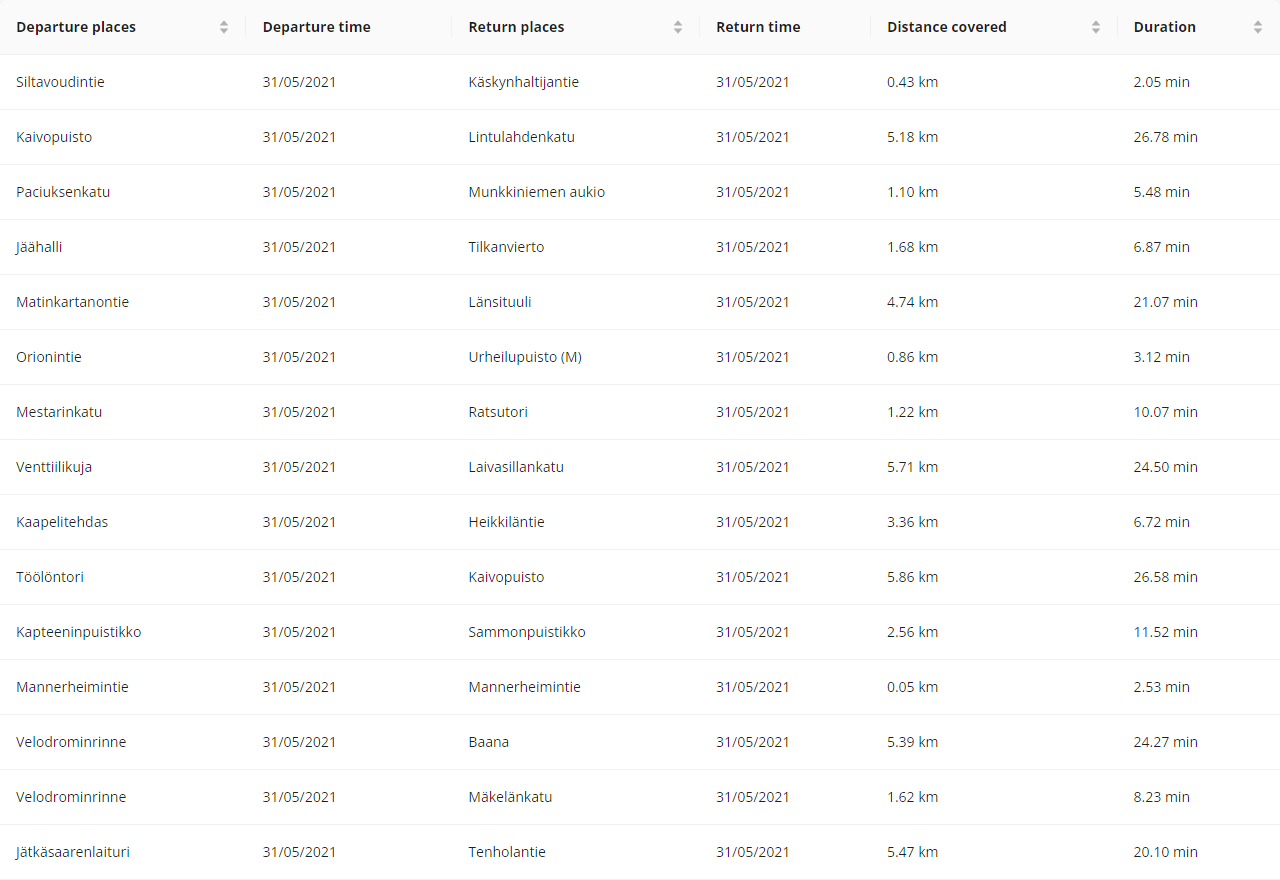 Departure places Departure time Return places Return time Distance covered Duration
Siltavoudintie 31/05/2021 Käskynhaltijantie 31/05/2021 0.43 km 2.05 min
Kaivopuisto 31/05/2021 Lintulahdenkatu 31/05/2021 5.18 km 26.78 min
Paciuksenkatu 31/05/2021 Munkkiniemen aukio 31/05/2021 1.10 km 5.48 min
Jäähalli 31/05/2021 Tilkanvierto 31/05/2021 1.68 km 6.87 min
Matinkartanontie 31/05/2021 Länsituuli 31/05/2021 4.74 km 21.07 min
Orionintie 31/05/2021 Urheilupuisto (M) 31/05/2021 0.86 km 3.12 min
Mestarinkatu 31/05/2021 Ratsutori 31/05/2021 1.22 km 10.07 min
Venttiilikuja 31/05/2021 Laivasillankatu 31/05/2021 5.71 km 24.50 min
Kaapelitehdas 31/05/2021 Heikkiläntie 31/05/2021 3.36 km 6.72 min
Töölöntori 31/05/2021 Kaivopuisto 31/05/2021 5.86 km 26.58 min
Kapteeninpuistikko 31/05/2021 Sammonpuistikko 31/05/2021 2.56 km 11.52 min
Mannerheimintie 31/05/2021 Mannerheimintie 31/05/2021 0.05 km 2.53 min
Velodrominrinne 31/05/2021 Baana 31/05/2021 5.39 km 24.27 min
Velodrominrinne 31/05/2021 Mäkelänkatu 31/05/2021 1.62 km 8.23 min
Jätkäsaarenlaituri 31/05/2021 Tenholantie 31/05/2021 5.47 km 20.10 min